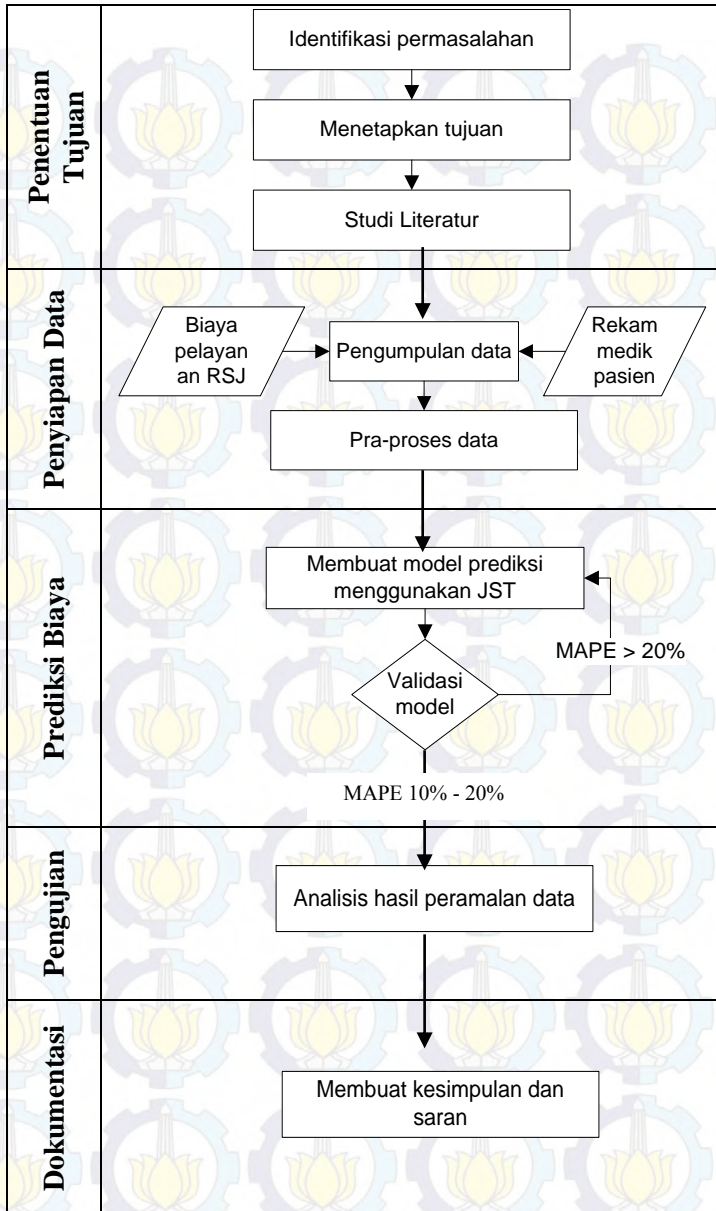 Penentuan
Tujuan
Identifikasi permasalahan
Menetapkan tujuan
Studi Literatur
Penyiapan Data
Biaya
pelayan
an RSJ
Pengumpulan data
Rekam
medik
pasien
Pra-proses data
Prediksi Biaya
Membuat model prediksi
menggunakan JST
MAPE > 20%
Validasi
model
MAPE 10% - 20%
Pengujian
Analisis hasil peramalan data
Dokumentasi
Membuat kesimpulan dan
saran